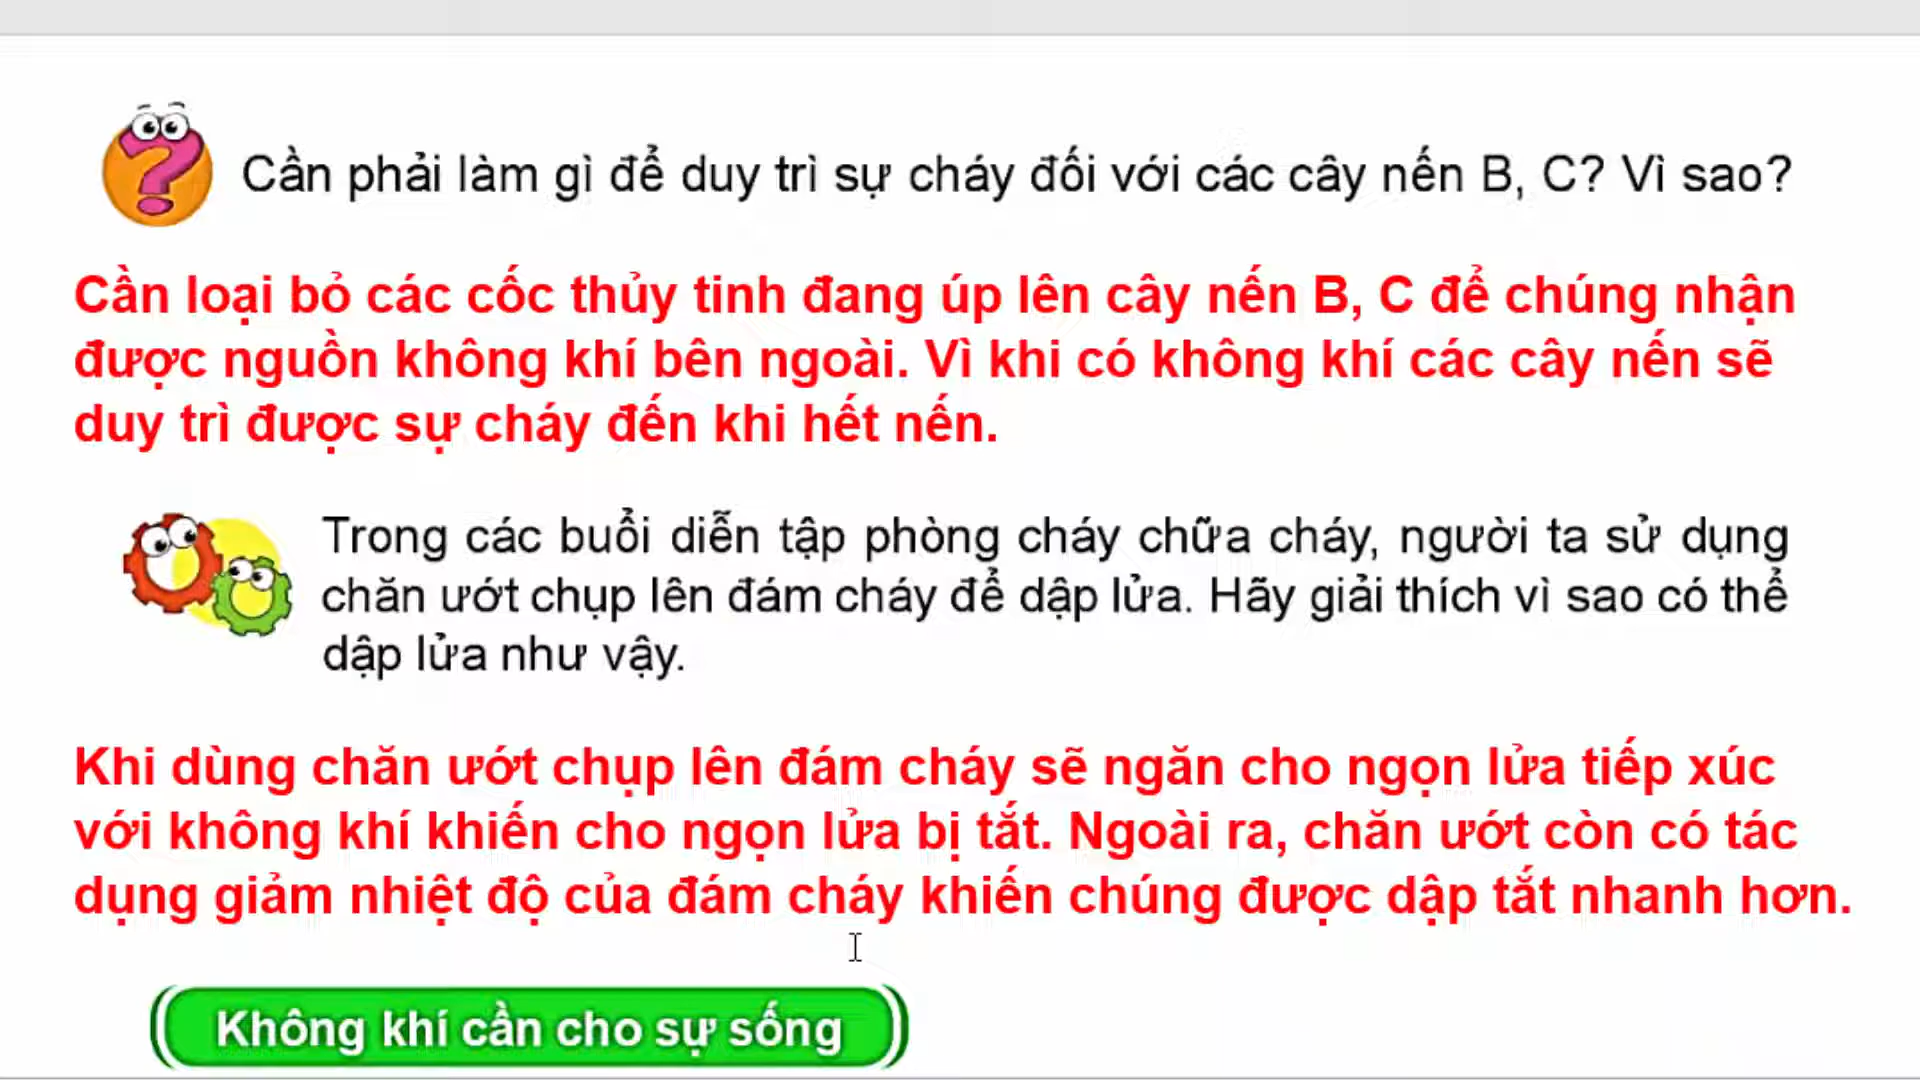 Cần phải làm gì để duy trì sự cháy đối với các cây nến B, C? Vì sao?
Cần loại bỏ các cốc thủy tinh đang úp lên cây nến B, C để chúng nhận
được nguồn không khí bên ngoài. Vì khi có không khí các cây nến sẽ
duy trì được sự cháy đến khi hết nến.
Trong các buổi diễn tập phòng cháy chữa cháy, người ta sử dụng
chăn ướt chụp lên đám cháy để dập lửa. Hãy giải thích vì sao có thể
dập lửa như vậy.
Khi dùng chăn ướt chụp lên đám cháy sẽ ngăn cho ngọn lửa tiếp xúc
với không khí khiến cho ngọn lửa bị tắt. Ngoài ra, chăn ướt còn có tác
dụng giảm nhiệt độ của đám cháy khiến chúng được dập tắt nhanh hơn.
Không khí cần cho sự sống